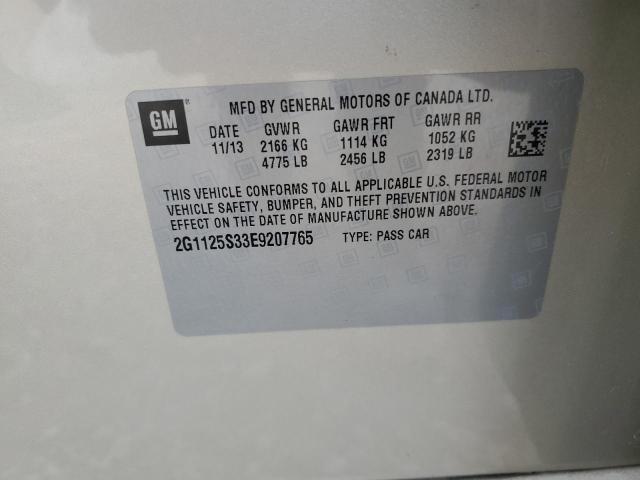 GM
MFD BY GENERAL MOTORS OF CANADA LTD.
DATE GVWR GAWR FRT GAWR RR
11/13 2166 KG 1114 KG 1052 KG
4775 LB 2456 LB 2319 LB
THIS VEHICLE CONFORMS TO ALL APPLICABLE U.S. FEDERAL MOTOR
VEHICLE SAFETY, BUMPER, AND THEFT PREVENTION STANDARDS IN
EFFECT ON THE DATE OF MANUFACTURE SHOWN ABOVE.
2G1125S33E9207765 TYPE: PASS CAR